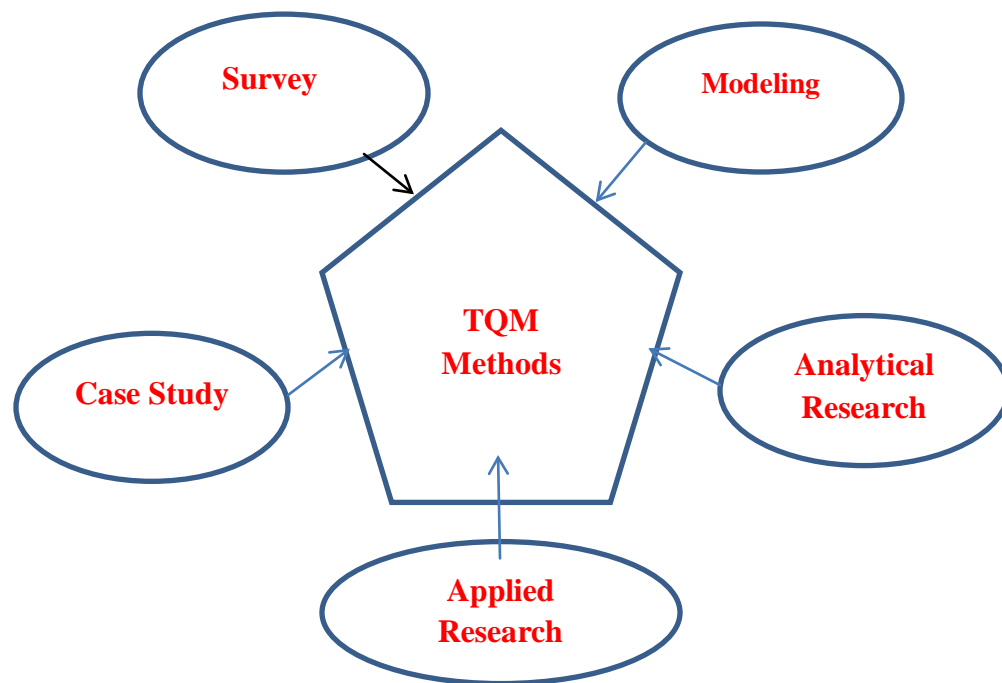 Survey
Modeling
TQM
Methods
Case Study
Analytical
Research
Applied
Research